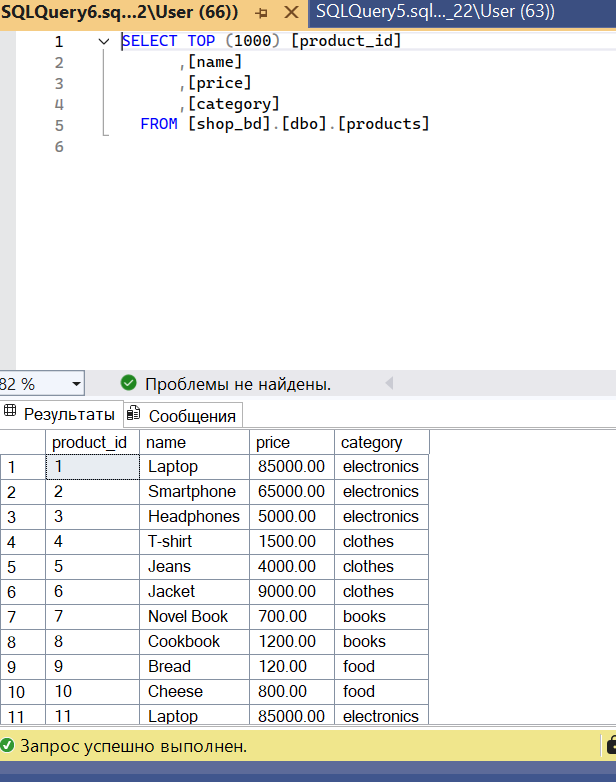 SQLQuery6.sq...2\User (66)) SQLQuery5.sql..._22\User (63))
1 SELECT TOP (1000) [product_id]
2 ,[name]
3 ,[price]
4 ,[category]
5 FROM [shop_bd].[dbo].[products]
6
82 % Проблемы не найдены.
Результаты Сообщения
product_id name price category
1 1 Laptop 85000.00 electronics
2 2 Smartphone 65000.00 electronics
3 3 Headphones 5000.00 electronics
4 4 T-shirt 1500.00 clothes
5 5 Jeans 4000.00 clothes
6 6 Jacket 9000.00 clothes
7 7 Novel Book 700.00 books
8 8 Cookbook 1200.00 books
9 9 Bread 120.00 food
10 10 Cheese 800.00 food
11 11 Laptop 85000.00 electronics
Запрос успешно выполнен.